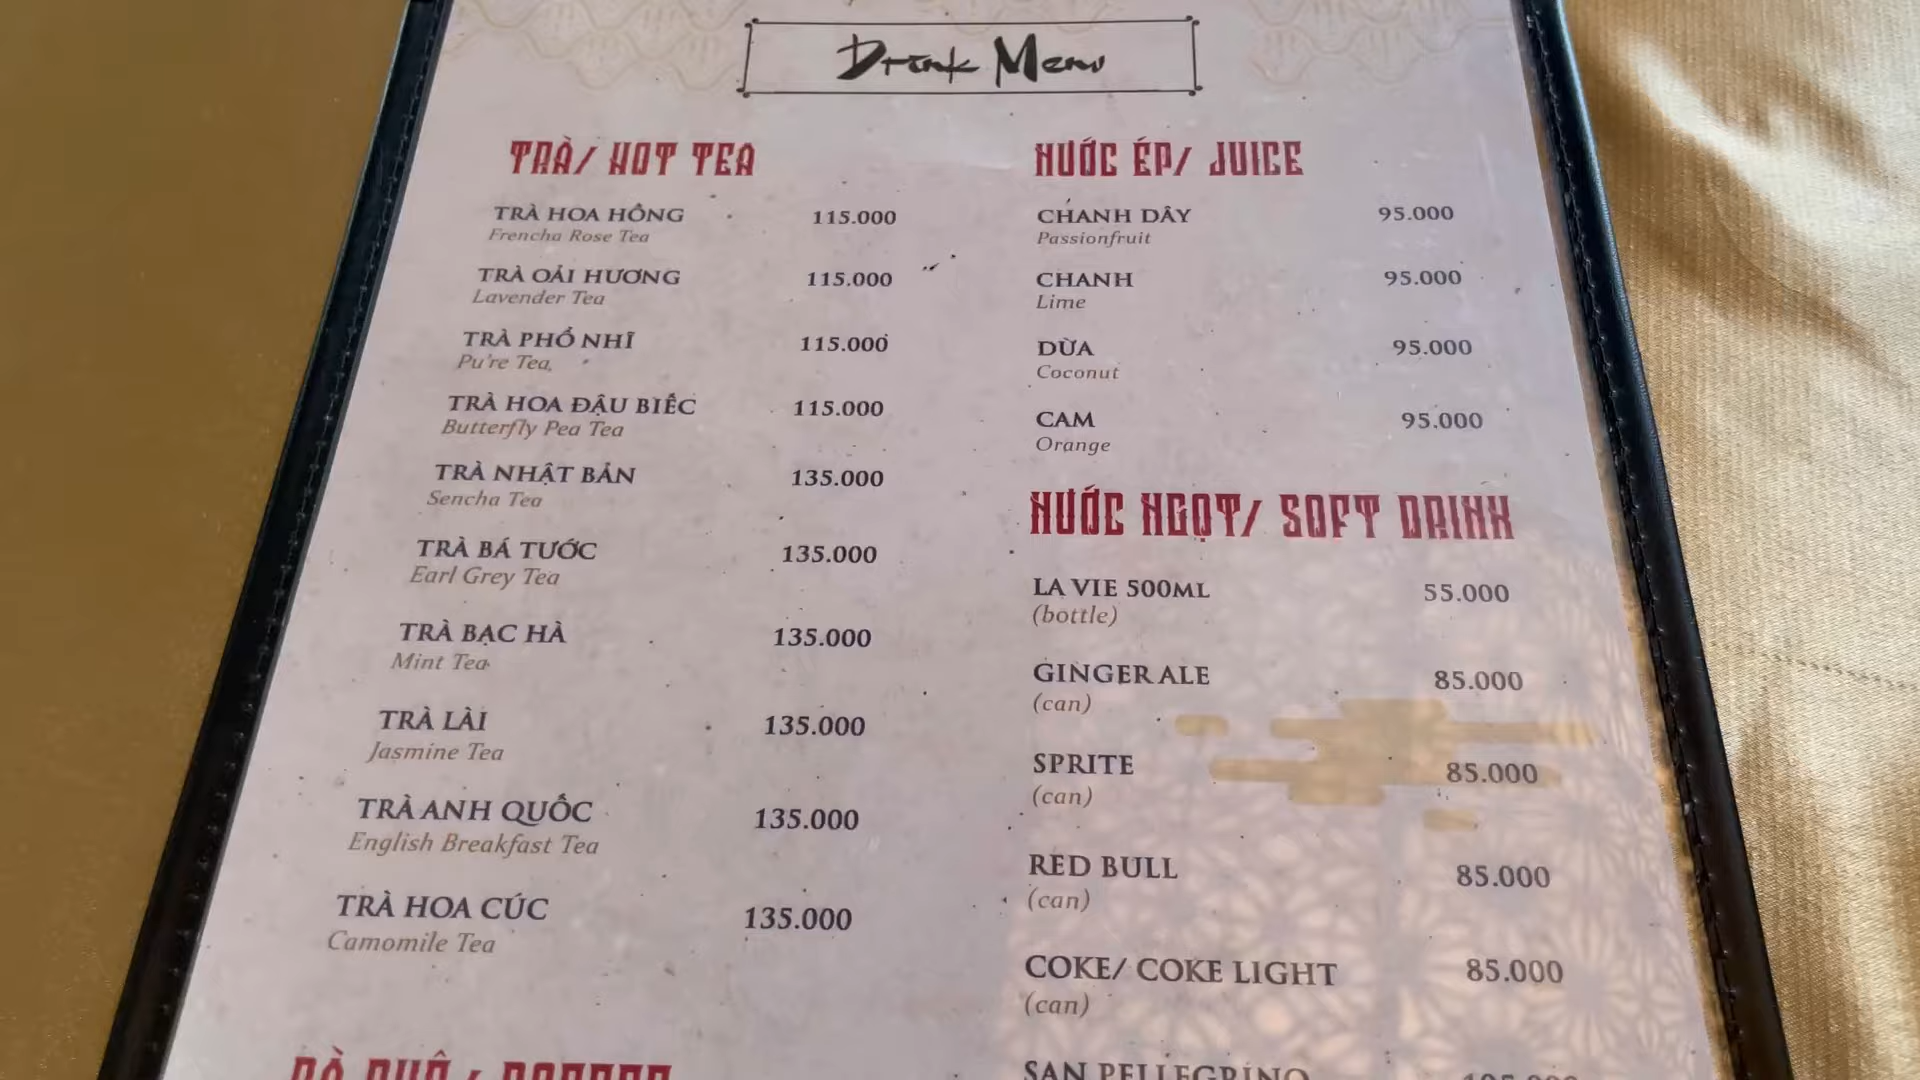 Drink Menu
TRÀ/ HOT TEA
TRÀ HOA HỒNG 115.000
Frencha Rose Tea
TRÀ OẢI HƯƠNG 115.000
Lavender Tea
TRÀ PHỔ NHĨ 115.000
Pu're Tea
TRÀ HOA ĐẬU BIẾC 115.000
Butterfly Pea Tea
TRÀ NHẬT BẢN 135.000
Sencha Tea
TRÀ BÁ TƯỚC 135.000
Earl Grey Tea
TRÀ BẠC HÀ 135.000
Mint Tea
TRÀ LÀI 135.000
Jasmine Tea
TRÀ ANH QUỐC 135.000
English Breakfast Tea
TRÀ HOA CÚC 135.000
Camomile Tea
NƯỚC ÉP/ JUICE
CHANH DÂY 95.000
Passionfruit
CHANH 95.000
Lime
DỪA 95.000
Coconut
CAM 95.000
Orange
NƯỚC NGỌT/ SOFT DRINK
LA VIE 500ML 55.000
(bottle)
GINGER ALE 85.000
(can)
SPRITE 85.000
(can)
RED BULL 85.000
(can)
COKE/ COKE LIGHT 85.000
(can)
SAN PELLEGRINO